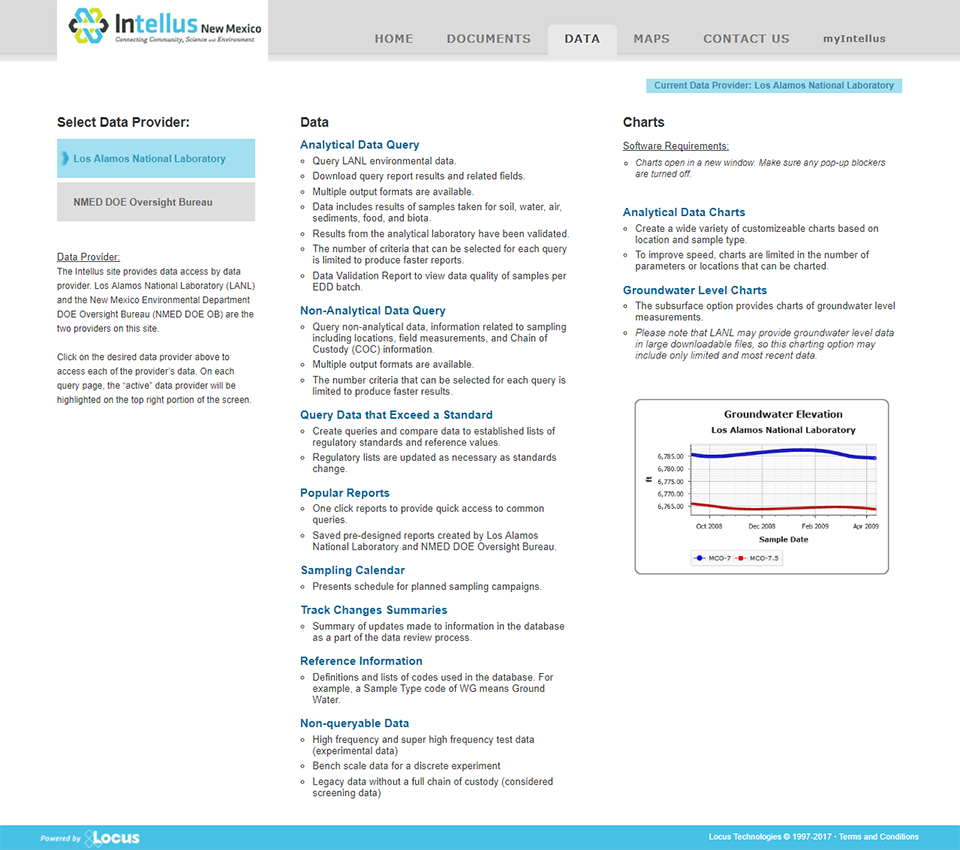 Intellus New Mexico
Connecting Community, Science and Environment
HOME
DOCUMENTS
DATA
MAPS
CONTACT US
myIntellus
Current Data Provider: Los Alamos National Laboratory
Select Data Provider:
Los Alamos National Laboratory
NMED DOE Oversight Bureau
Data Provider:
The Intellus site provides data access by data
provider. Los Alamos National Laboratory (LANL)
and the New Mexico Environmental Department
DOE Oversight Bureau (NMED DOE OB) are the
two providers on this site.
Click on the desired data provider above to
access each of the provider's data. On each
query page, the "active" data provider will be
highlighted on the top right portion of the screen.
Data
Analytical Data Query
Query LANL environmental data.
Download query report results and related fields.
Multiple output formats are available.
Data includes results of samples taken for soil, water, air,
sediments, food, and biota.
Results from the analytical laboratory have been validated.
The number of criteria that can be selected for each query
is limited to produce faster reports.
Data Validation Report to view data quality of samples per
EDD batch.
Non-Analytical Data Query
Query non-analytical data, information related to sampling
including locations, field measurements, and Chain of
Custody (COC) information.
Multiple output formats are available.
The number criteria that can be selected for each query is
limited to produce faster results.
Query Data that Exceed a Standard
Create queries and compare data to established lists of
regulatory standards and reference values.
Regulatory lists are updated as necessary as standards
change.
Popular Reports
One click reports to provide quick access to common
queries.
Saved pre-designed reports created by Los Alamos
National Laboratory and NMED DOE Oversight Bureau.
Sampling Calendar
Presents schedule for planned sampling campaigns.
Track Changes Summaries
Summary of updates made to information in the database
as a part of the data review process.
Reference Information
Definitions and lists of codes used in the database. For
example, a Sample Type code of WG means Ground
Water.
Non-queryable Data
High frequency and super high frequency test data
(experimental data)
Bench scale data for a discrete experiment
Legacy data without a full chain of custody (considered
screening data)
Charts
Software Requirements:
Charts open in a new window. Make sure any pop-up blockers
are turned off.
Analytical Data Charts
Create a wide variety of customizeable charts based on
location and sample type.
To improve speed, charts are limited in the number of
parameters or locations that can be charted.
Groundwater Level Charts
The subsurface option provides charts of groundwater level
measurements.
Please note that LANL may provide groundwater level data
in large downloadable files, so this charting option may
include only limited and most recent data.
Groundwater Elevation
Los Alamos National Laboratory
6,785.00
6,780.00
6,775.00
6,770.00
6,765.00
ft
Oct 2008
Dec 2008
Feb 2009
Apr 2009
Sample Date
MCO-7
MCO-7.5
Powered by Locus
Locus Technologies © 1997-2017 · Terms and Conditions